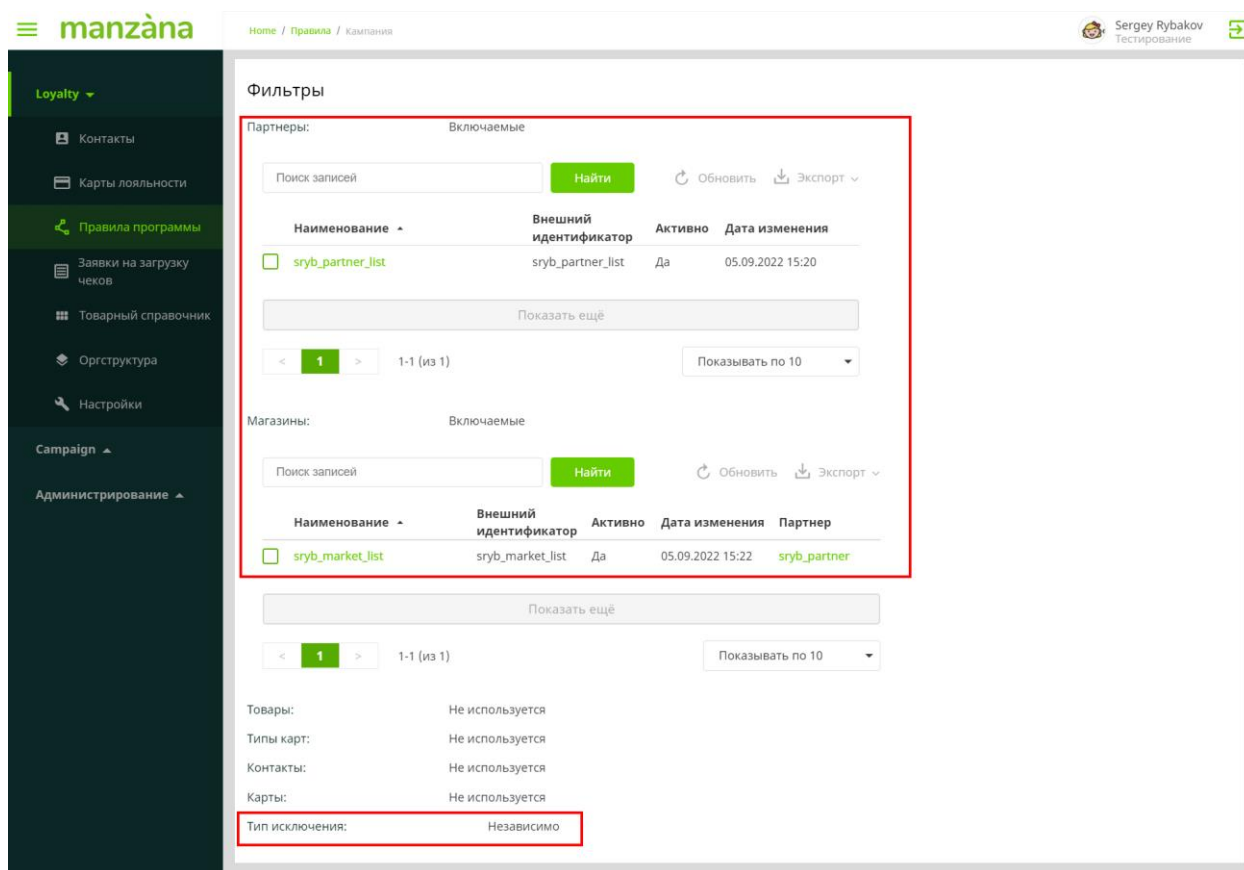 manzàna
Home / Правила / Кампания
Sergey Rybakov
Тестирование
Loyalty
Контакты
Карты лояльности
Правила программы
Заявки на загрузку
чеков
Товарный справочник
Оргструктура
Настройки
Campaign
Администрирование
Фильтры
Партнеры: Включаемые
Поиск записей Найти Обновить Экспорт
Наименование Внешний идентификатор Активно Дата изменения
sryb_partner_list sryb_partner_list Да 05.09.2022 15:20
Показать ещё
< 1 > 1-1 (из 1) Показывать по 10
Магазины: Включаемые
Поиск записей Найти Обновить Экспорт
Наименование Внешний идентификатор Активно Дата изменения Партнер
sryb_market_list sryb_market_list Да 05.09.2022 15:22 sryb_partner
Показать ещё
< 1 > 1-1 (из 1) Показывать по 10
Товары: Не используется
Типы карт: Не используется
Контакты: Не используется
Карты: Не используется
Тип исключения: Независимо